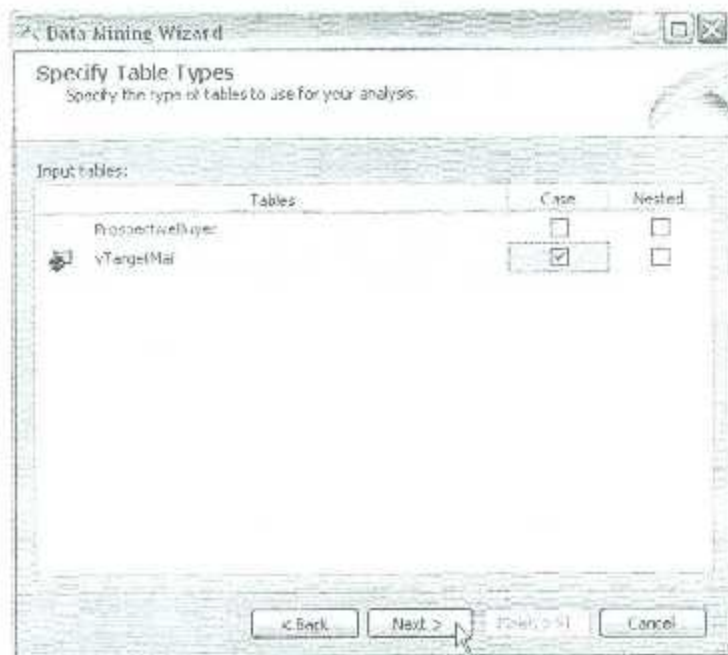 Data Mining Wizard
Specify Table Types
Specify the type of tables to use for your analysis.
Input tables:
Tables Case Nested
ProspectiveBuyer
vTargetMail
< Back Next > Cancel